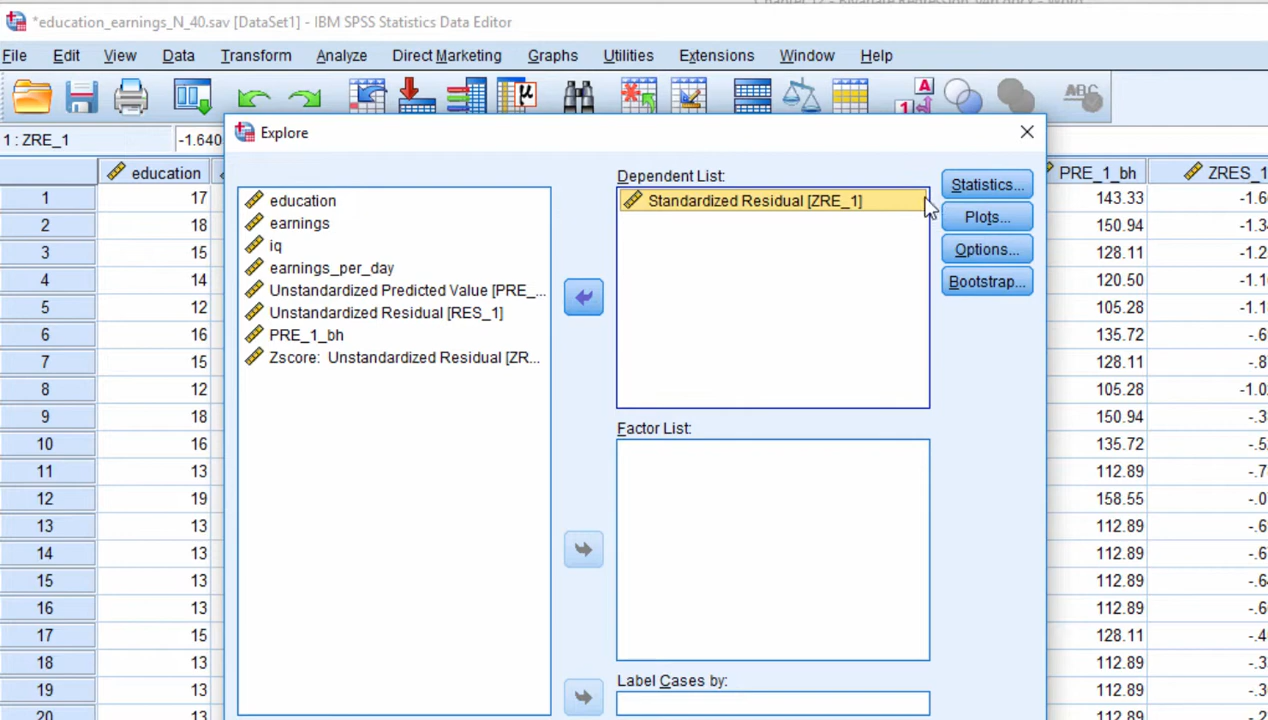 *education_earnings_N_40.sav [DataSet1] - IBM SPSS Statistics Data Editor
File Edit View Data Transform Analyze Direct Marketing Graphs Utilities Extensions Window Help
A
1
ABC
1 : ZRE_1 -1.640
Explore
education PRE_1_bh ZRES_1
1 17 143.33
2 18 150.94
3 15 128.11
4 14 120.50
5 12 105.28
6 16 135.72
7 15 128.11
8 12 105.28
9 18 150.94
10 16 135.72
11 13 112.89
12 19 158.55
13 13 112.89
14 13 112.89
15 13 112.89
16 13 112.89
17 15 128.11
18 13 112.89
19 13 112.89
20 13 112.89
education
earnings
iq
earnings_per_day
Unstandardized Predicted Value [PRE_...
Unstandardized Residual [RES_1]
PRE_1_bh
Zscore: Unstandardized Residual [ZR...
Dependent List:
Standardized Residual [ZRE_1]
Factor List:
Label Cases by:
Statistics...
Plots...
Options...
Bootstrap...